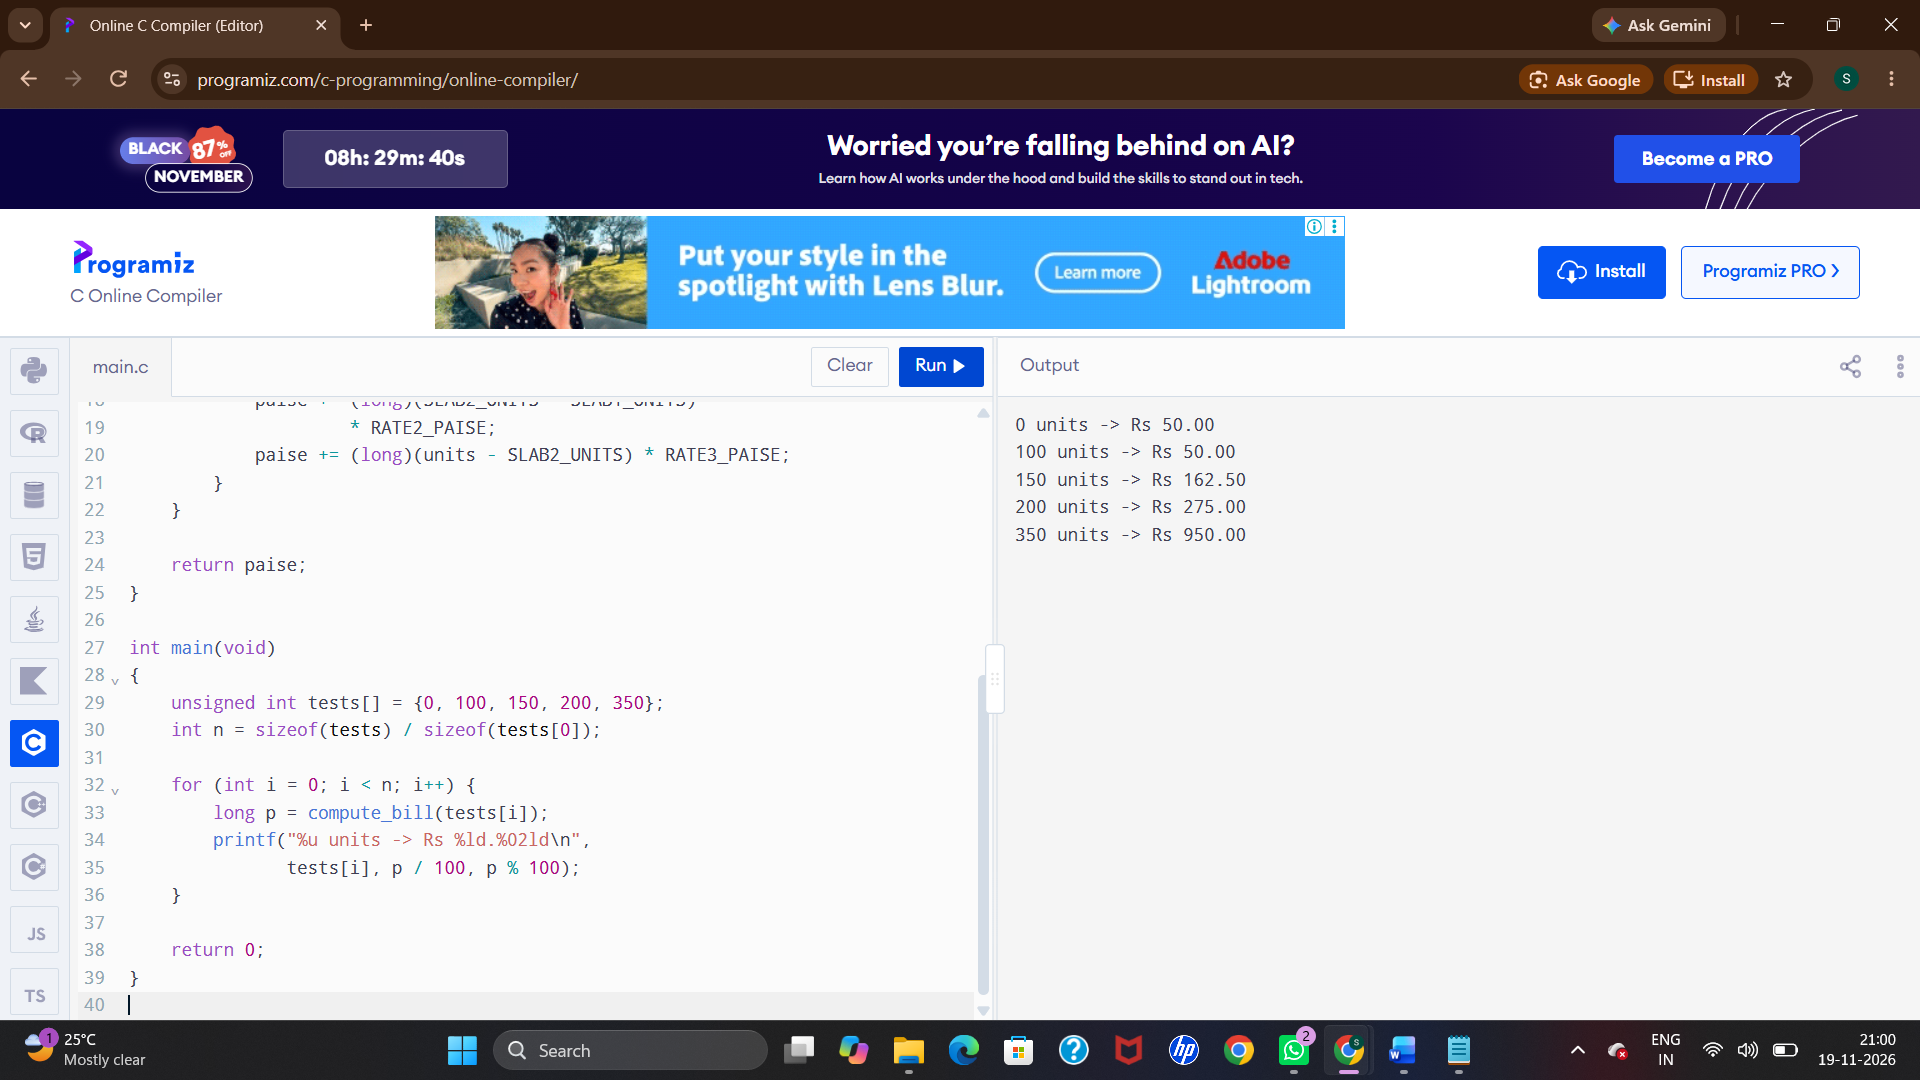 Online C Compiler (Editor)
Ask Gemini
programiz.com/c-programming/online-compiler/
Ask Google
Install
S
BLACK
87% OFF
NOVEMBER
08h: 29m: 40s
Worried you're falling behind on AI?
Learn how AI works under the hood and build the skills to stand out in tech.
Become a PRO
Programiz
C Online Compiler
Put your style in the
spotlight with Lens Blur.
Learn more
Adobe
Lightroom
Install
Programiz PRO >
main.c
Clear
Run
Output
19 * RATE2_PAISE;
20 paise += (long)(units - SLAB2_UNITS) * RATE3_PAISE;
21 }
22 }
23
24 return paise;
25 }
26
27 int main(void)
28 {
29 unsigned int tests[] = {0, 100, 150, 200, 350};
30 int n = sizeof(tests) / sizeof(tests[0]);
31
32 for (int i = 0; i < n; i++) {
33 long p = compute_bill(tests[i]);
34 printf("%u units -> Rs %ld.%02ld\n",
35 tests[i], p / 100, p % 100);
36 }
37
38 return 0;
39 }
40
0 units -> Rs 50.00
100 units -> Rs 50.00
150 units -> Rs 162.50
200 units -> Rs 275.00
350 units -> Rs 950.00
JS
TS
1
25°C
Mostly clear
Search
2
ENG
IN
21:00
19-11-2026